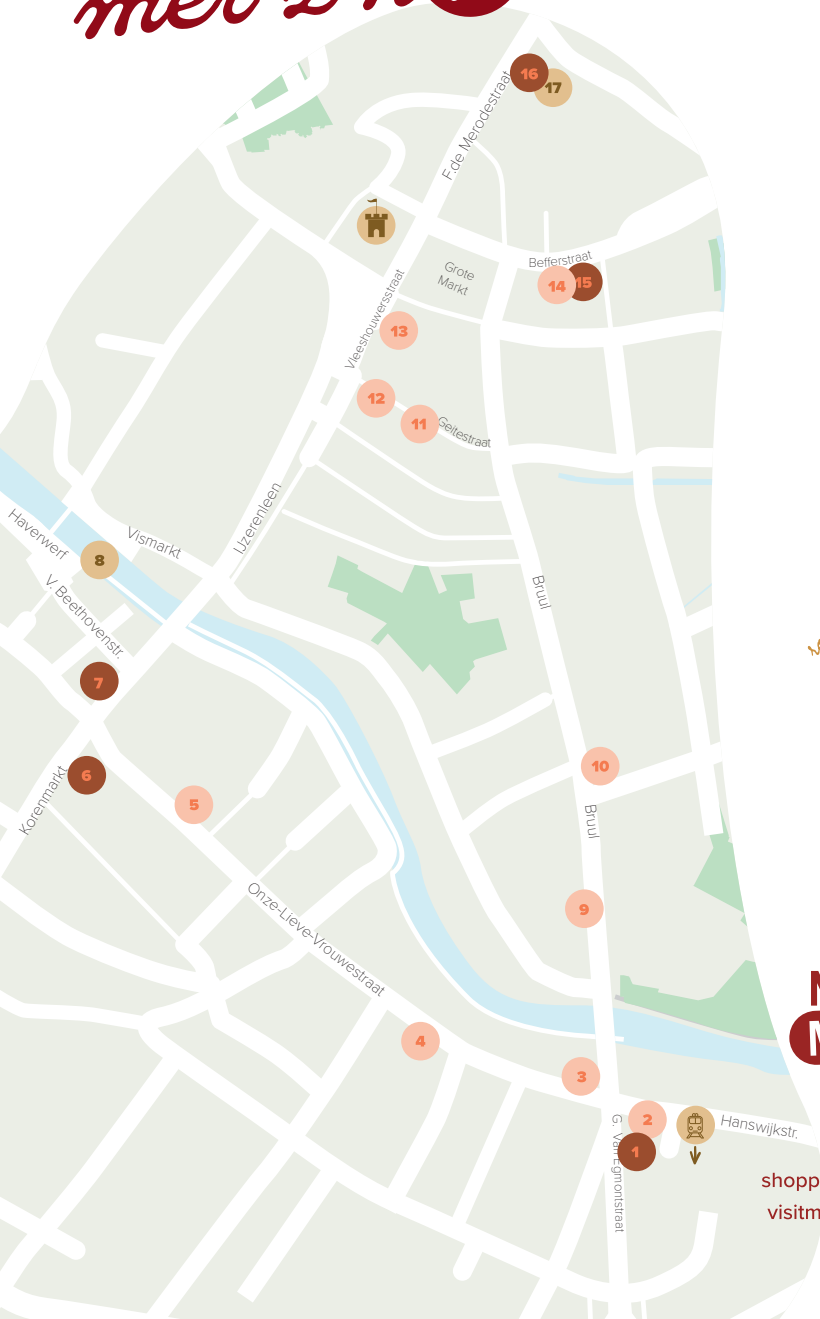 16
17
F.de Merodestraat
Befferstraat
14
15
Grote
Markt
Vleeshouwersstraat
13
12
11
Geitestraat
IJzerenleen
Vismarkt
Haverwerf
8
V. Beethovenstr.
Bruul
7
6
Korenmarkt
5
10
Bruul
9
Onze-Lieve-Vrouwestraat
4
3
2
1
G. Van Egmontstraat
Hanswijkstr.
shopp
visitm